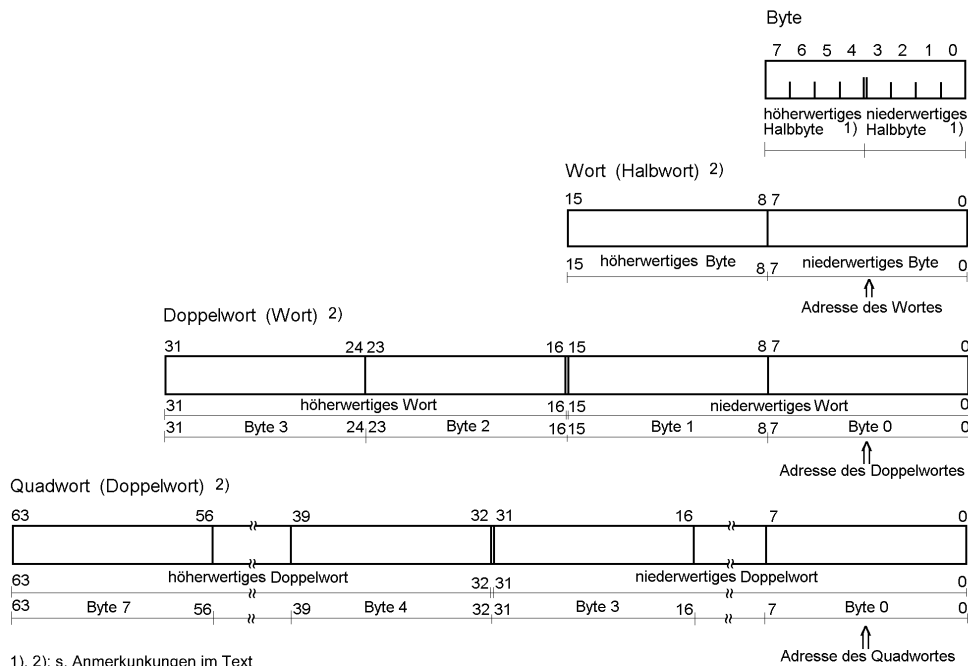 Byte
7 6 5 4 3 2 1 0
höherwertiges niederwertiges
Halbbyte 1) Halbbyte 1)
Wort (Halbwort) 2)
15 8 7 0
höherwertiges Byte niederwertiges Byte
15 8 7 0
Adresse des Wortes
Doppelwort (Wort) 2)
31 24 23 16 15 8 7 0
höherwertiges Wort niederwertiges Wort
31 16 15 0
31 Byte 3 24 23 Byte 2 16 15 Byte 1 8 7 Byte 0 0
Adresse des Doppelwortes
Quadwort (Doppelwort) 2)
63 56 39 32 31 16 7 0
höherwertiges Doppelwort niederwertiges Doppelwort
63 32 31 0
63 Byte 7 56 39 Byte 4 32 31 Byte 3 16 7 Byte 0 0
Adresse des Quadwortes
1), 2): s. Anmerkunkungen im Text